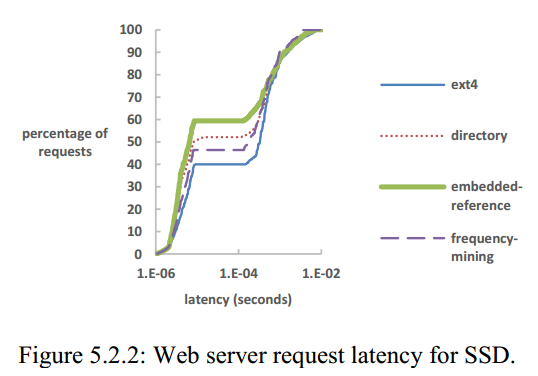 100
90
80
70
60
50
40
30
20
10
0
percentage of
requests
1.E-06 1.E-04 1.E-02
latency (seconds)
ext4
directory
embedded-
reference
frequency-
mining
Figure 5.2.2: Web server request latency for SSD.